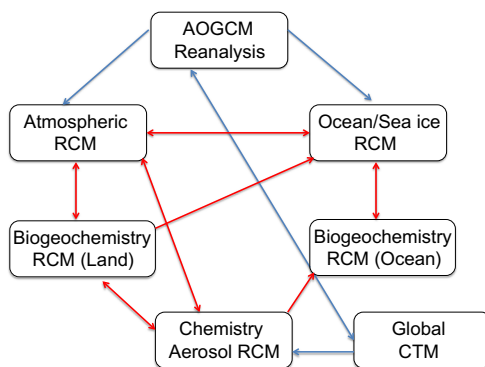 AOGCM
Reanalysis
Atmospheric
RCM
Ocean/Sea ice
RCM
Biogeochemistry
RCM (Land)
Biogeochemistry
RCM (Ocean)
Chemistry
Aerosol RCM
Global
CTM